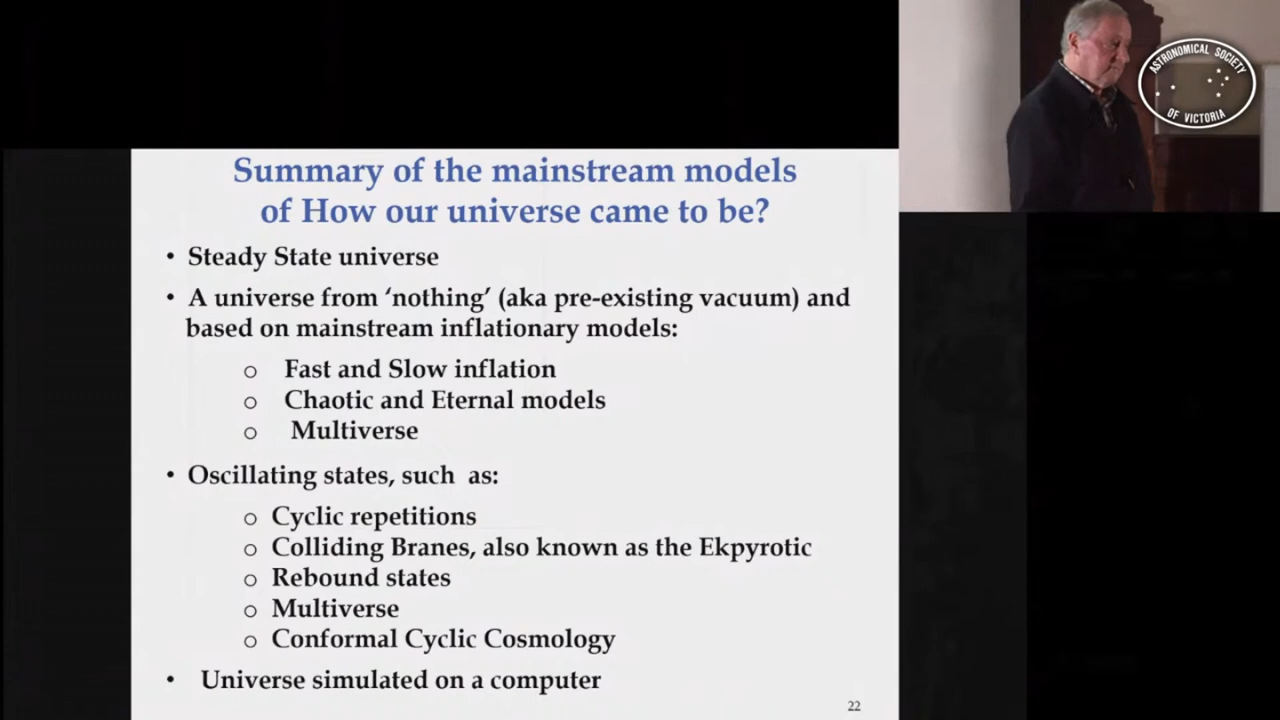 Summary of the mainstream models
of How our universe came to be?
• Steady State universe
• A universe from ‘nothing’ (aka pre-existing vacuum) and
based on mainstream inflationary models:
o Fast and Slow inflation
o Chaotic and Eternal models
o Multiverse
• Oscillating states, such as:
o Cyclic repetitions
o Colliding Branes, also known as the Ekpyrotic
o Rebound states
o Multiverse
o Conformal Cyclic Cosmology
• Universe simulated on a computer
22
ASTRONOMICAL SOCIETY
OF VICTORIA